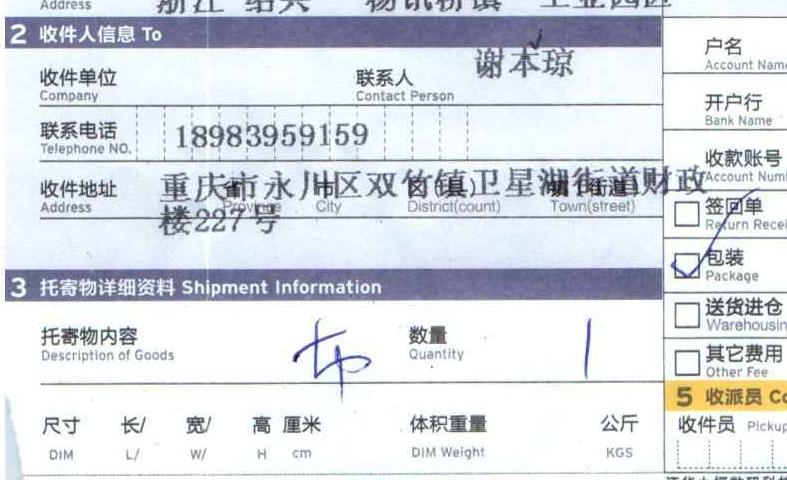 Address 浙江 绍兴 杨汛桥镇 工业园区
2 收件人信息 To
收件单位 联系人 谢本琼
Company Contact Person
联系电话 18983959159
Telephone NO.
收件地址 重庆市永川区双竹镇卫星湖街道财政
Address 省 Province 市 City 区(县) District(count) 镇(街道) Town(street)
楼227号
3 托寄物详细资料 Shipment Information
托寄物内容 布 数量 1
Description of Goods Quantity
尺寸 长/ 宽/ 高 厘米 体积重量 公斤
DIM L/ W/ H cm DIM Weight KGS
户名
Account Name
开户行
Bank Name
收款账号
Account Num
签回单
Return Recei
包装
Package
送货进仓
Warehousin
其它费用
Other Fee
5 收派员 Co
收件员 Pickup